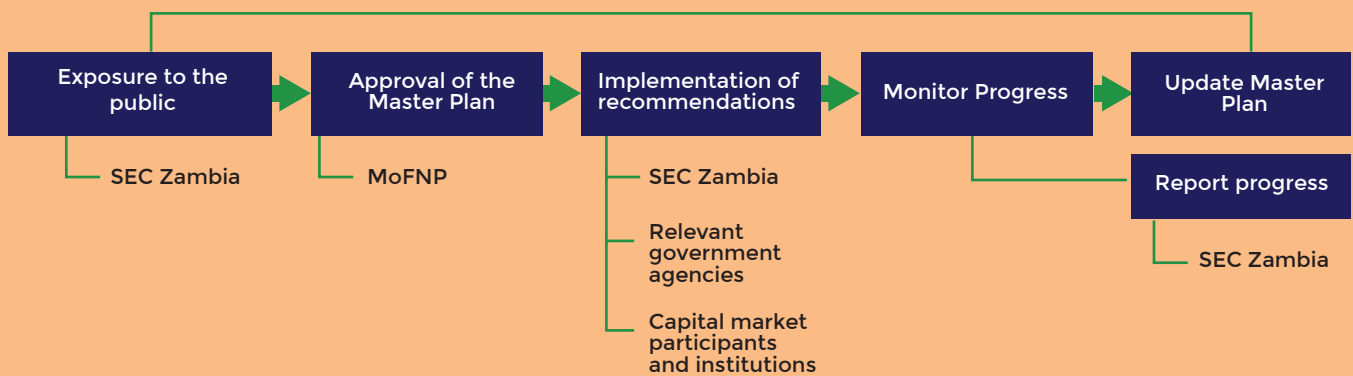 Exposure to the
public
SEC Zambia
Approval of the
Master Plan
MoFNP
Implementation of
recommendations
SEC Zambia
Relevant
government
agencies
Capital market
participants
and institutions
Monitor Progress
Update Master
Plan
Report progress
SEC Zambia